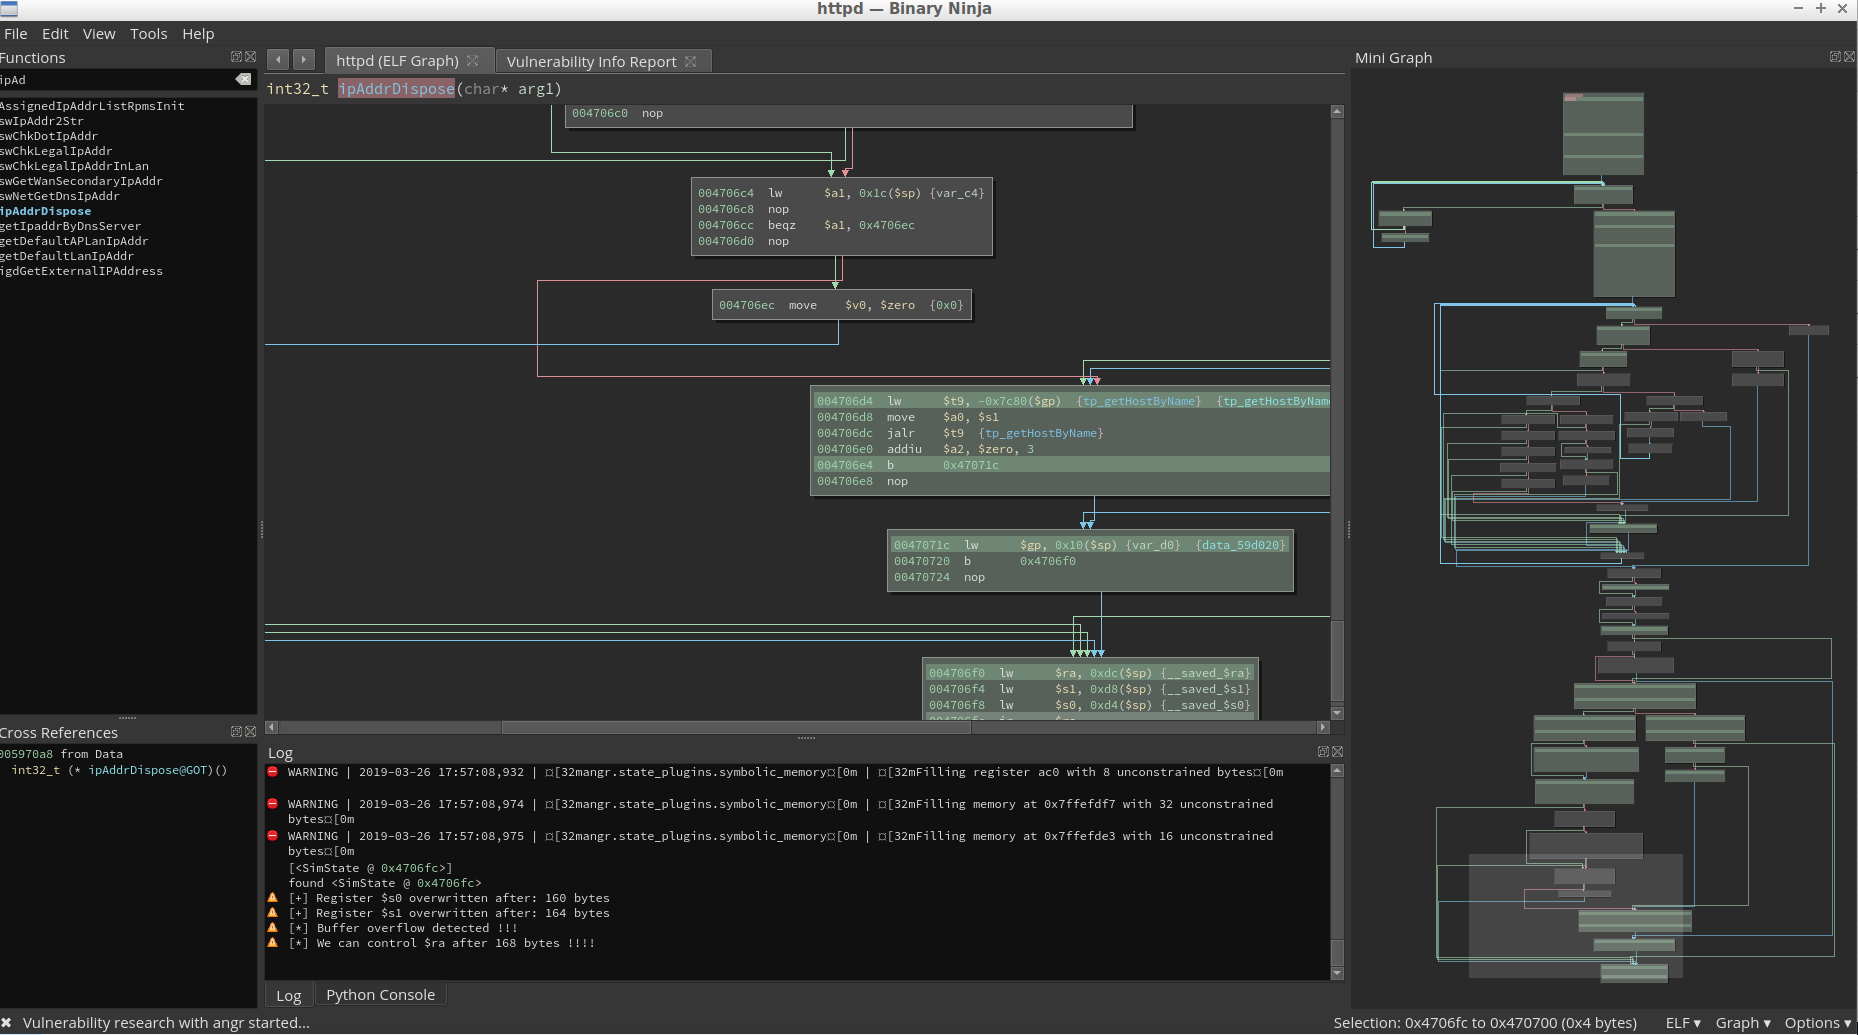 httpd — Binary Ninja
File Edit View Tools Help
Functions
ipAd
AssignedIpAddrListRpmsInit
swIpAddr2Str
swChkDotIpAddr
swChkLegalIpAddr
swChkLegalIpAddrInLan
swGetWanSecondaryIpAddr
swNetGetDnsIpAddr
ipAddrDispose
getIpaddrByDnsServer
getDefaultAPLanIpAddr
getDefaultLanIpAddr
igdGetExternalIPAddress
Cross References
005970a8 from Data
int32_t (* ipAddrDispose@GOT)()
httpd (ELF Graph)
Vulnerability Info Report
int32_t ipAddrDispose(char* arg1)
004706c0 nop
004706c4 lw $a1, 0x1c($sp) {var_c4}
004706c8 nop
004706cc beqz $a1, 0x4706ec
004706d0 nop
004706ec move $v0, $zero {0x0}
004706d4 lw $t9, -0x7c80($gp) {tp_getHostByName} {tp_getHostByName
004706d8 move $a0, $s1
004706dc jalr $t9 {tp_getHostByName}
004706e0 addiu $a2, $zero, 3
004706e4 b 0x47071c
004706e8 nop
0047071c lw $gp, 0x10($sp) {var_d0} {data_59d020}
00470720 b 0x4706f0
00470724 nop
004706f0 lw $ra, 0xdc($sp) {__saved_$ra}
004706f4 lw $s1, 0xd8($sp) {__saved_$s1}
004706f8 lw $s0, 0xd4($sp) {__saved_$s0}
Log
WARNING | 2019-03-26 17:57:08,932 | ¤[32mangr.state_plugins.symbolic_memory¤[0m | ¤[32mFilling register ac0 with 8 unconstrained bytes¤[0m
WARNING | 2019-03-26 17:57:08,974 | ¤[32mangr.state_plugins.symbolic_memory¤[0m | ¤[32mFilling memory at 0x7ffefdf7 with 32 unconstrained
bytes¤[0m
WARNING | 2019-03-26 17:57:08,975 | ¤[32mangr.state_plugins.symbolic_memory¤[0m | ¤[32mFilling memory at 0x7ffefde3 with 16 unconstrained
bytes¤[0m
[<SimState @ 0x4706fc>]
found <SimState @ 0x4706fc>
[+] Register $s0 overwritten after: 160 bytes
[+] Register $s1 overwritten after: 164 bytes
[*] Buffer overflow detected !!!
[*] We can control $ra after 168 bytes !!!!
Log
Python Console
Mini Graph
Vulnerability research with angr started...
Selection: 0x4706fc to 0x470700 (0x4 bytes)
ELF ▾ Graph ▾ Options ▾